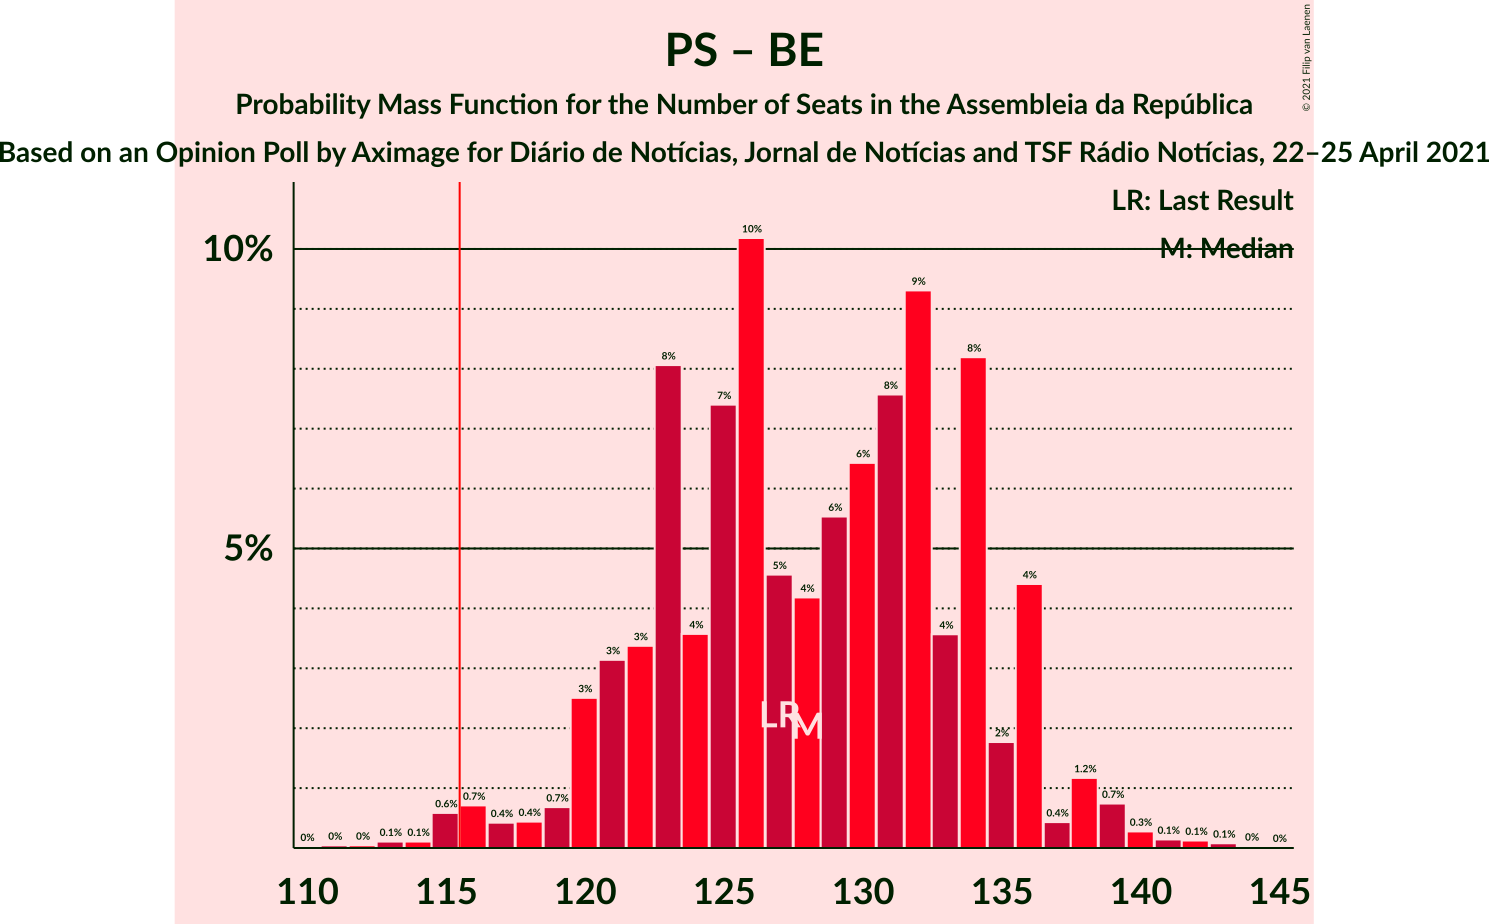 PS – BE
Probability Mass Function for the Number of Seats in the Assembleia da República
Based on an Opinion Poll by Aximage for Diário de Notícias, Jornal de Notícias and TSF Rádio Notícias, 22–25 April 2021
© 2021 Filip van Laenen
LR: Last Result
M: Median
10%
5%
0% 0% 0% 0.1% 0.1% 0.6% 0.7% 0.4% 0.4% 0.7% 3% 3% 3% 8% 4% 7% 10% 5% 4% 6% 6% 8% 9% 4% 8% 2% 4% 0.4% 1.2% 0.7% 0.3% 0.1% 0.1% 0.1% 0% 0%
LR M
110 115 120 125 130 135 140 145